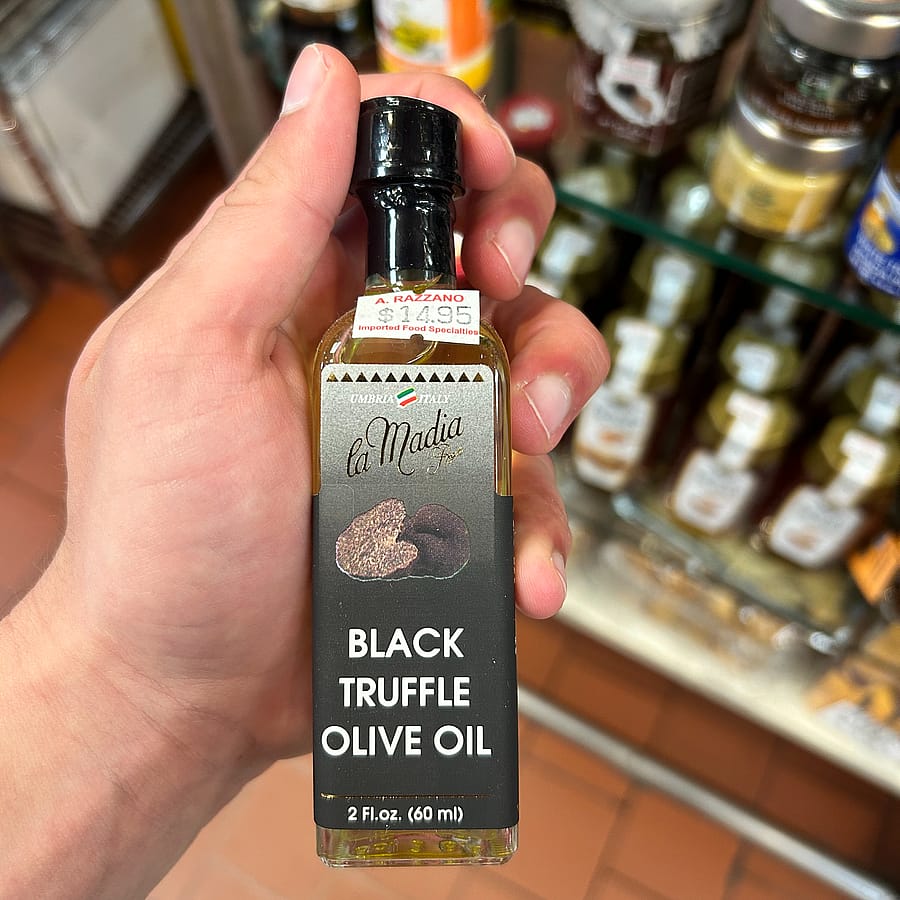 A. RAZZANO
$14.95
Imported Food Specialties
UMBRIA ITALY
la Madia
BLACK
TRUFFLE
OLIVE OIL
2 Fl.oz. (60 ml)